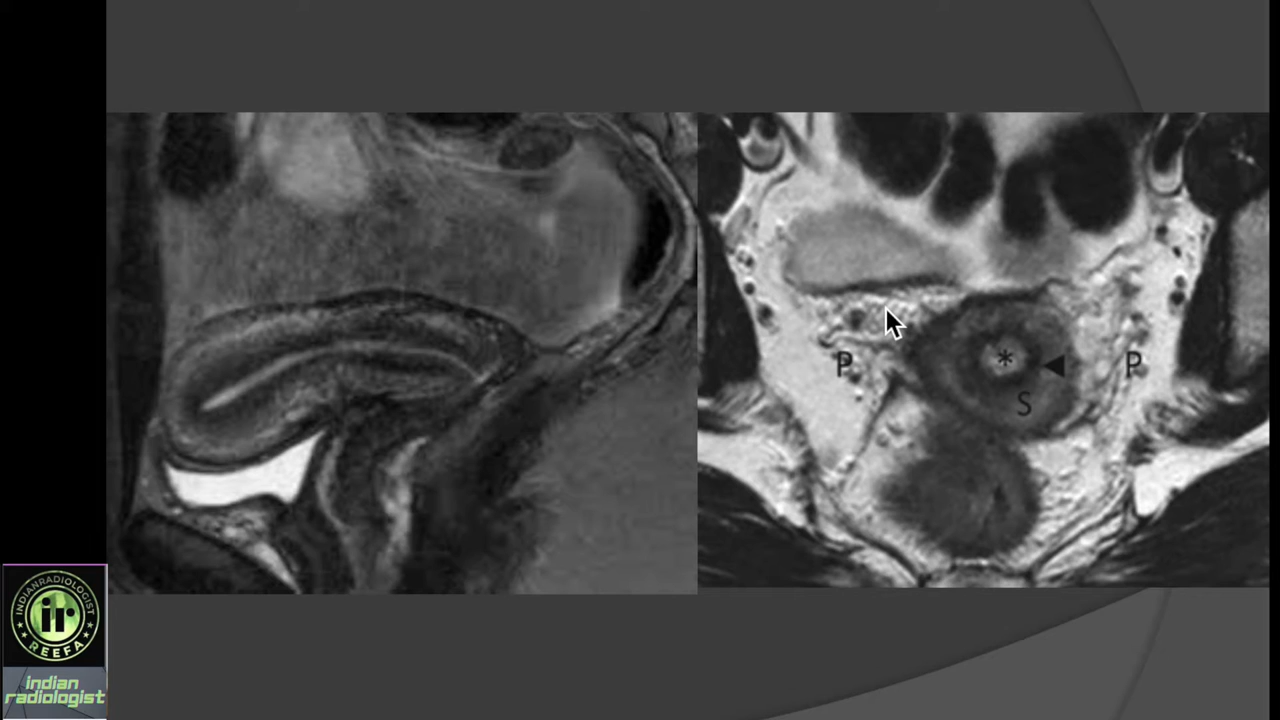 P
*
S
P
INDIANRADIOLOGIST
ir
REEFA
indian
radiologist